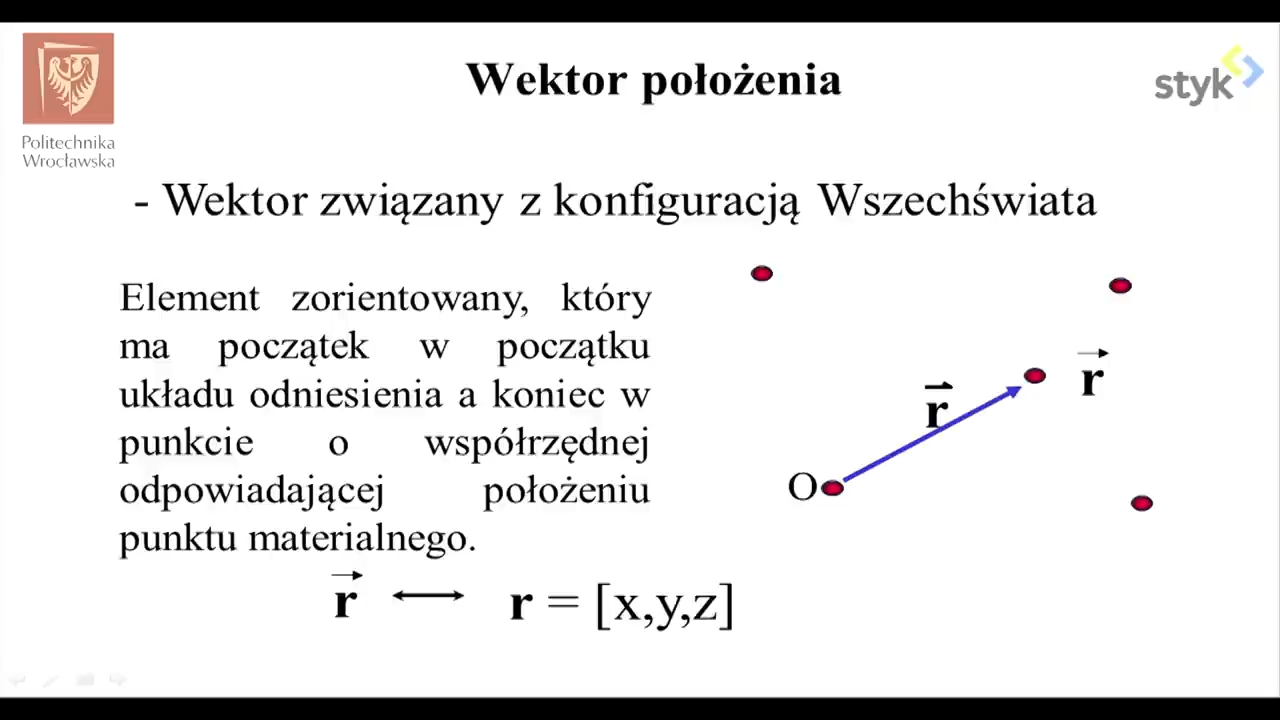 Politechnika
Wrocławska
Wektor położenia
styk
- Wektor związany z konfiguracją Wszechświata
Element zorientowany, który
ma początek w początku
układu odniesienia a koniec w
punkcie o współrzędnej
odpowiadającej położeniu
punktu materialnego.
r
r
O
r ↔ r = [x,y,z]